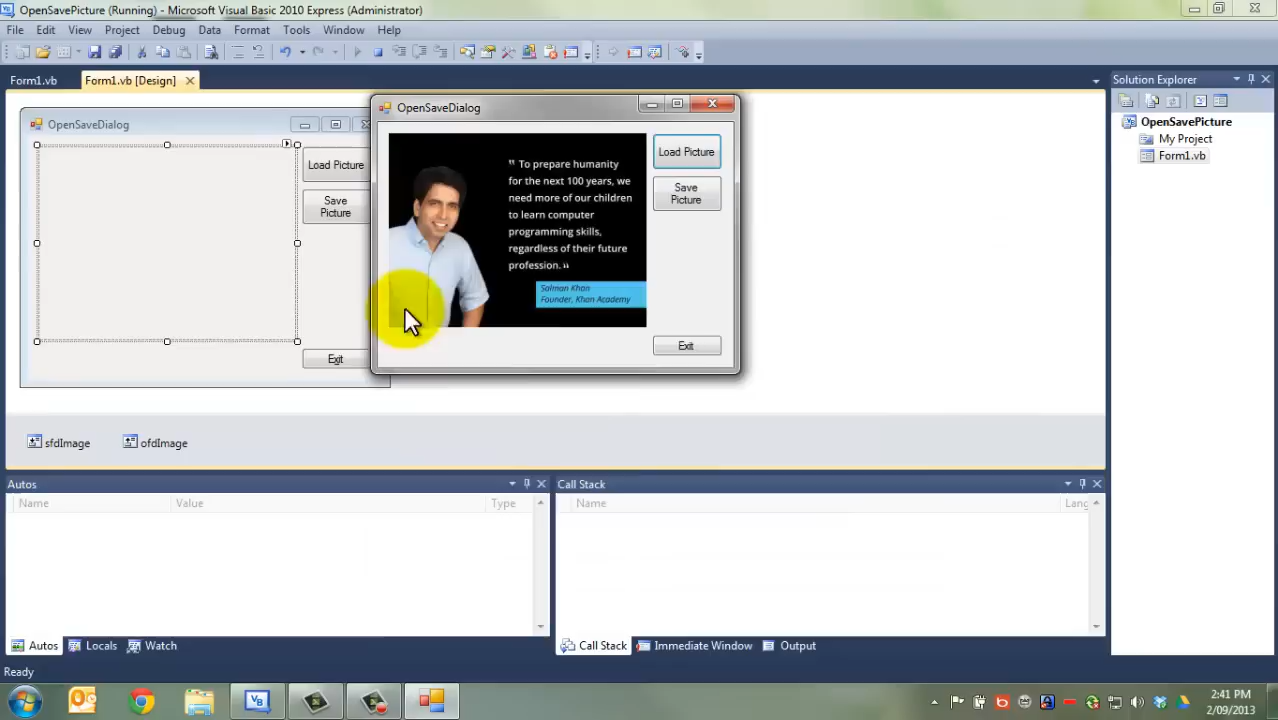 OpenSavePicture (Running) - Microsoft Visual Basic 2010 Express (Administrator)
File Edit View Project Debug Data Format Tools Window Help
Form1.vb Form1.vb [Design]
Solution Explorer
OpenSavePicture
My Project
Form1.vb
OpenSaveDialog
Load Picture
Save
Picture
Exit
OpenSaveDialog
" To prepare humanity
for the next 100 years, we
need more of our children
to learn computer
programming skills,
regardless of their future
profession. "
Salman Khan
Founder, Khan Academy
Load Picture
Save
Picture
Exit
sfdImage ofdImage
Autos
Name Value Type
Call Stack
Name Lang
Autos Locals Watch
Call Stack Immediate Window Output
Ready
2:41 PM
2/09/2013